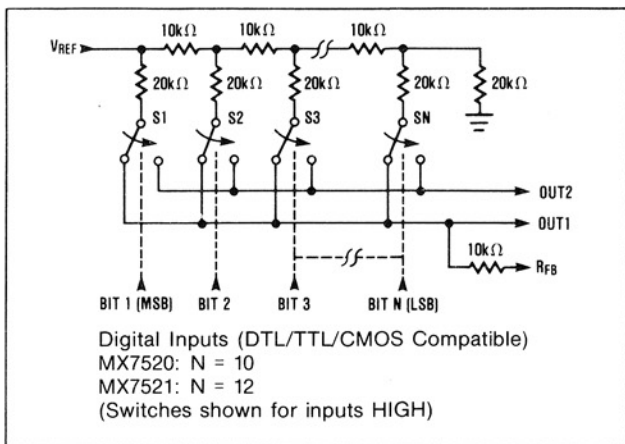 10kΩ 10kΩ 10kΩ
VREF
20kΩ 20kΩ 20kΩ 20kΩ 20kΩ
S1 S2 S3 SN
OUT2
OUT1
10kΩ
RFB
BIT 1 (MSB) BIT 2 BIT 3 BIT N (LSB)
Digital Inputs (DTL/TTL/CMOS Compatible)
MX7520: N = 10
MX7521: N = 12
(Switches shown for inputs HIGH)